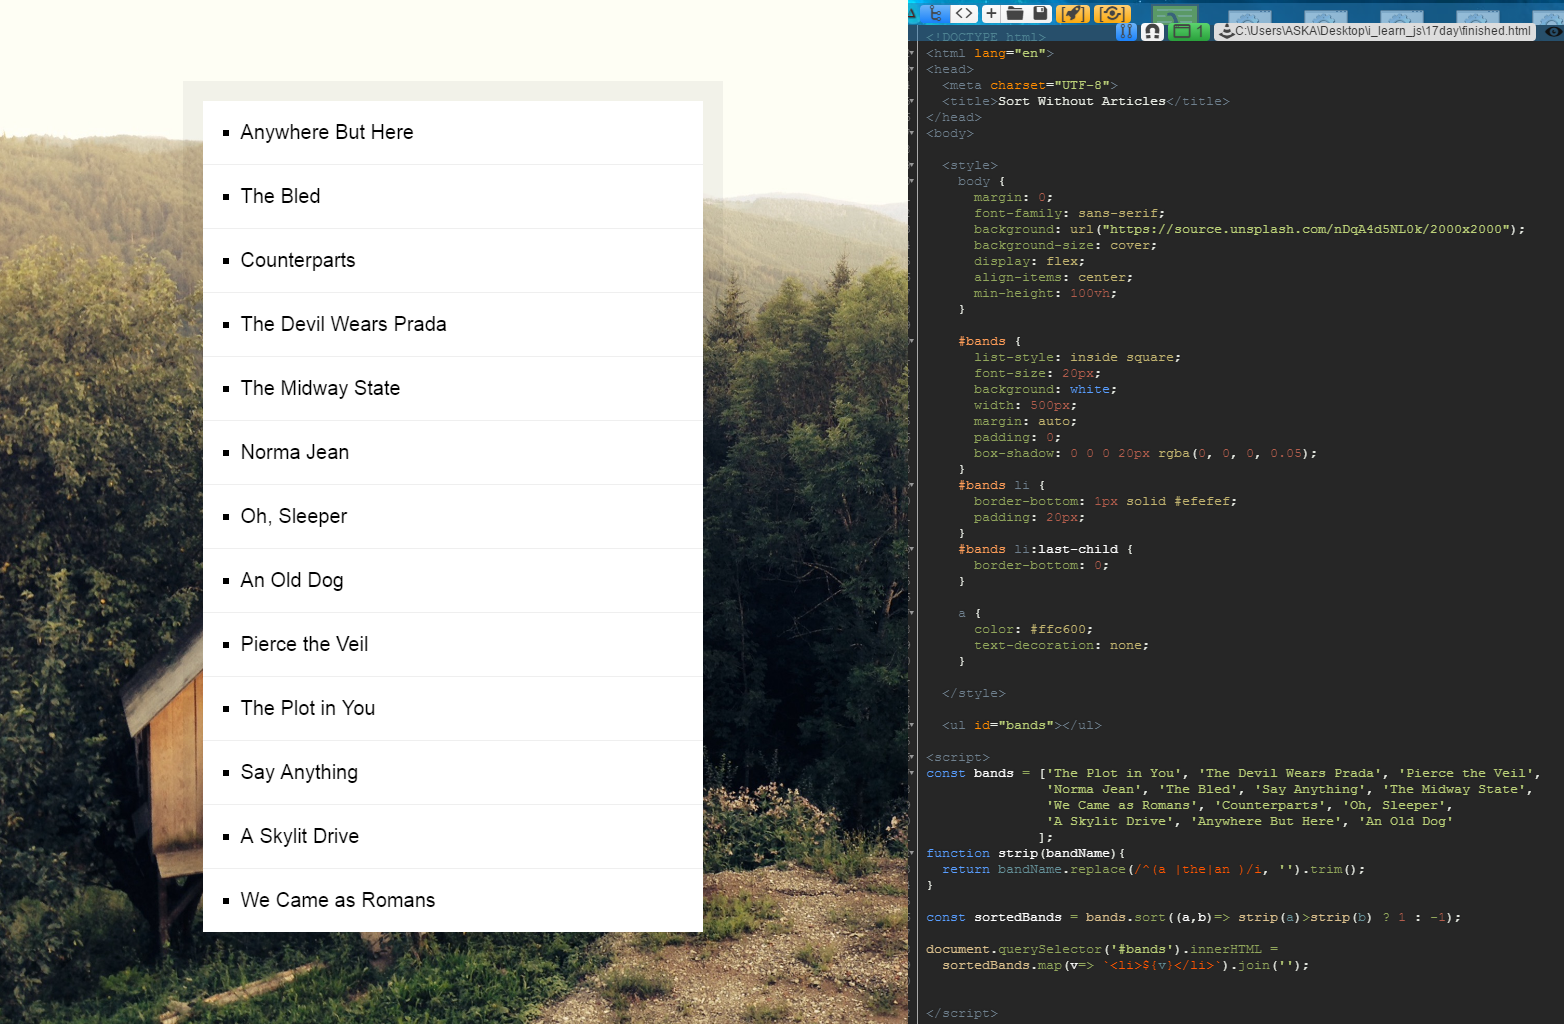 Anywhere But Here
The Bled
Counterparts
The Devil Wears Prada
The Midway State
Norma Jean
Oh, Sleeper
An Old Dog
Pierce the Veil
The Plot in You
Say Anything
A Skylit Drive
We Came as Romans
1
C:\Users\ASKA\Desktop\i_learn_js\17day\finished.html
<!DOCTYPE html>
<html lang="en">
<head>
<meta charset="UTF-8">
<title>Sort Without Articles</title>
</head>
<body>
<style>
body {
margin: 0;
font-family: sans-serif;
background: url("https://source.unsplash.com/nDqA4d5NL0k/2000x2000");
background-size: cover;
display: flex;
align-items: center;
min-height: 100vh;
}
#bands {
list-style: inside square;
font-size: 20px;
background: white;
width: 500px;
margin: auto;
padding: 0;
box-shadow: 0 0 0 20px rgba(0, 0, 0, 0.05);
}
#bands li {
border-bottom: 1px solid #efefef;
padding: 20px;
}
#bands li:last-child {
border-bottom: 0;
}
a {
color: #ffc600;
text-decoration: none;
}
</style>
<ul id="bands"></ul>
<script>
const bands = ['The Plot in You', 'The Devil Wears Prada', 'Pierce the Veil',
'Norma Jean', 'The Bled', 'Say Anything', 'The Midway State',
'We Came as Romans', 'Counterparts', 'Oh, Sleeper',
'A Skylit Drive', 'Anywhere But Here', 'An Old Dog'
];
function strip(bandName){
return bandName.replace(/^(a |the|an )/i, '').trim();
}
const sortedBands = bands.sort((a,b)=> strip(a)>strip(b) ? 1 : -1);
document.querySelector('#bands').innerHTML =
sortedBands.map(v=> `<li>${v}</li>`).join('');
</script>